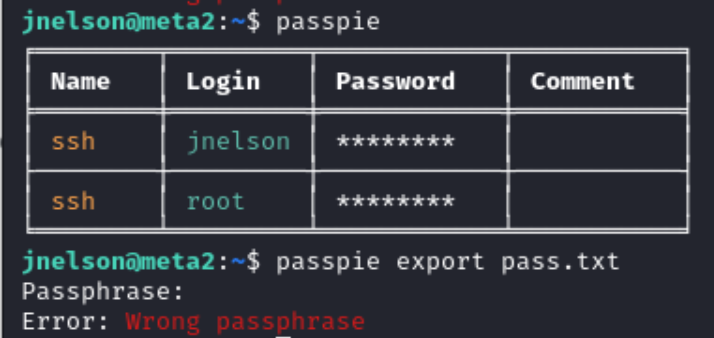 jnelson@meta2:~$ passpie
Name Login Password Comment
ssh jnelson ********
ssh root ********
jnelson@meta2:~$ passpie export pass.txt
Passphrase:
Error: Wrong passphrase